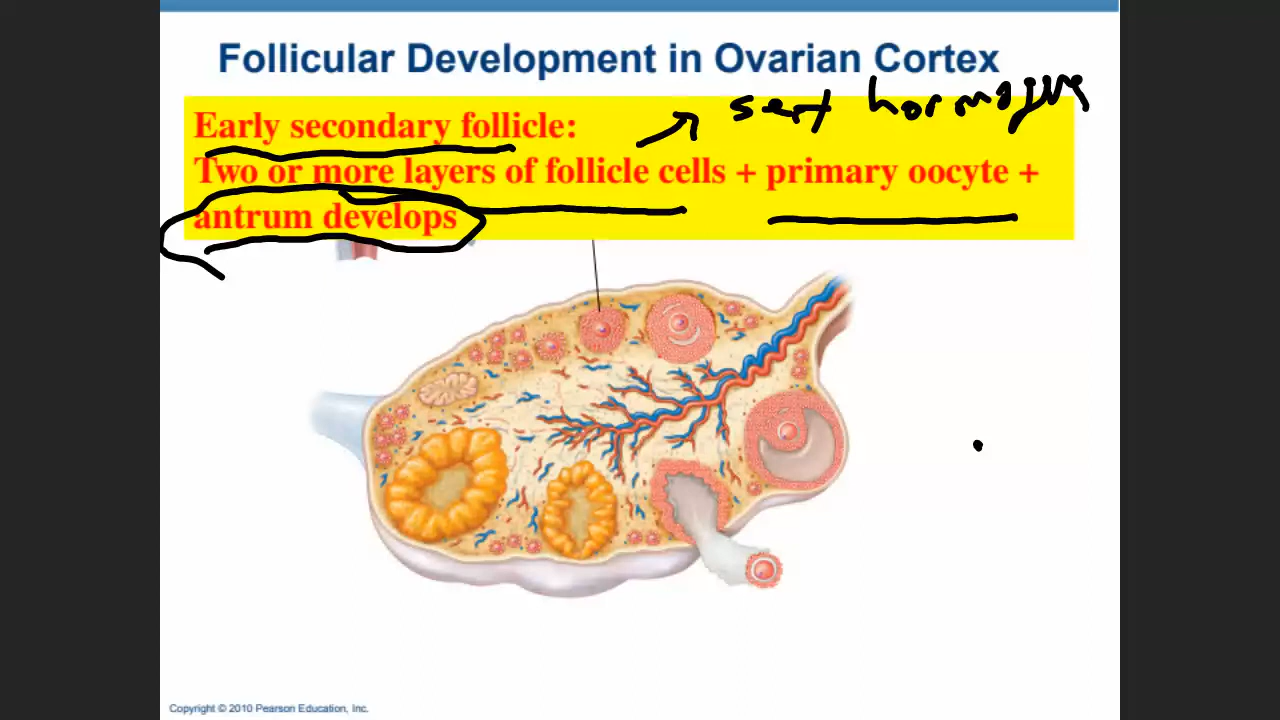 Follicular Development in Ovarian Cortex
sex hormones
Early secondary follicle:
Two or more layers of follicle cells + primary oocyte +
antrum develops
Copyright © 2010 Pearson Education, Inc.